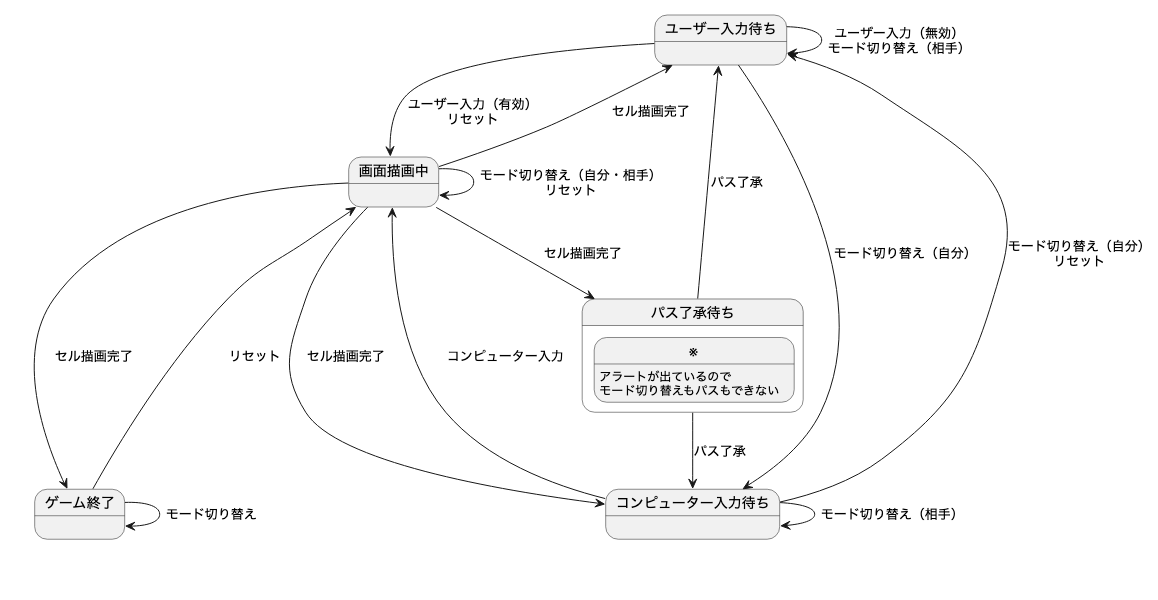 ユーザー入力待ち
ユーザー入力（無効）
モード切り替え（相手）
ユーザー入力（有効）
リセット
セル描画完了
画面描画中
モード切り替え（自分・相手）
リセット
パス了承
セル描画完了
モード切り替え（自分）
モード切り替え（自分）
リセット
パス了承待ち
※
アラートが出ているので
モード切り替えもパスもできない
セル描画完了
リセット
セル描画完了
コンピューター入力
パス了承
ゲーム終了
モード切り替え
コンピューター入力待ち
モード切り替え（相手）